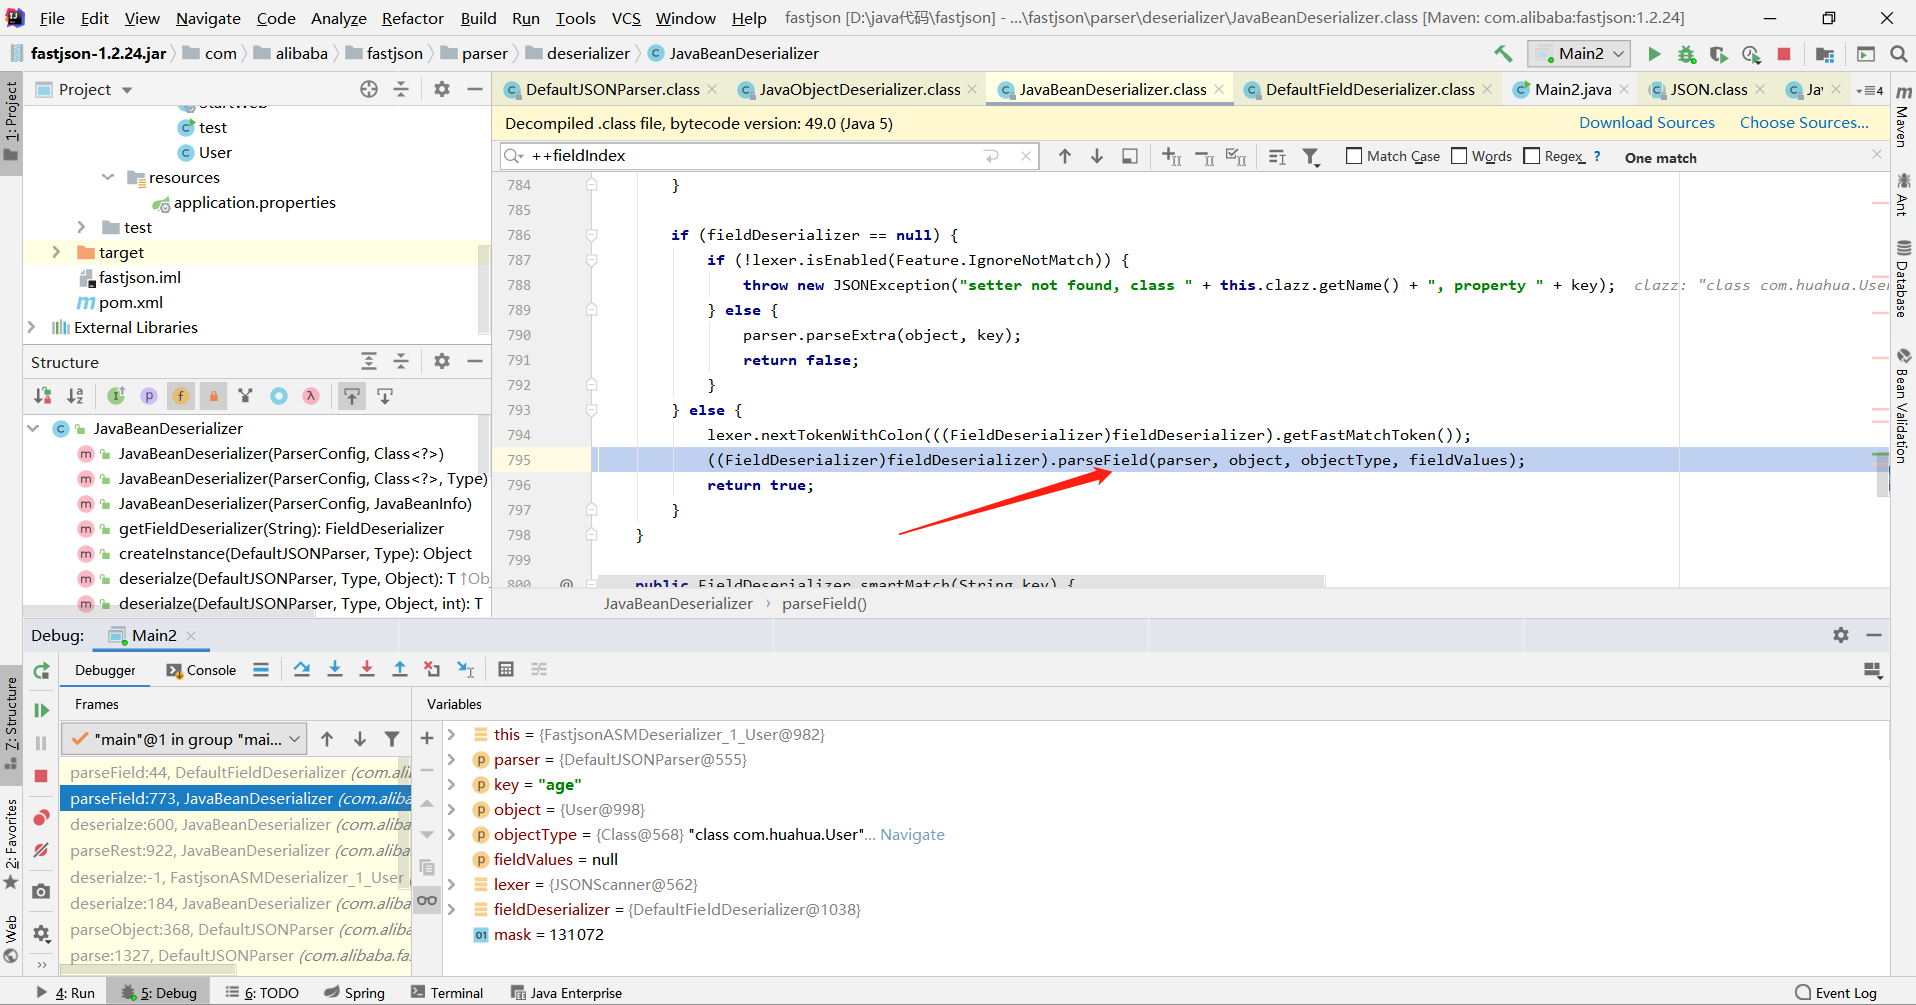 File Edit View Navigate Code Analyze Refactor Build Run Tools VCS Window Help fastjson [D:\java代码\fastjson] - ...\fastjson\parser\deserializer\JavaBeanDeserializer.class [Maven: com.alibaba:fastjson:1.2.24]
fastjson-1.2.24.jar com alibaba fastjson parser deserializer JavaBeanDeserializer Main2
1: Project
Project
DefaultJSONParser.class JavaObjectDeserializer.class JavaBeanDeserializer.class DefaultFieldDeserializer.class Main2.java JSON.class Ja 4
StartWeb
test
User
resources
application.properties
test
target
fastjson.iml
pom.xml
External Libraries
Decompiled .class file, bytecode version: 49.0 (Java 5) Download Sources Choose Sources...
++fieldIndex Match Case Words Regex ? One match
784 }
785
786 if (fieldDeserializer == null) {
787 if (!lexer.isEnabled(Feature.IgnoreNotMatch)) {
788 throw new JSONException("setter not found, class " + this.clazz.getName() + ", property " + key); clazz: "class com.huahua.User
789 } else {
790 parser.parseExtra(object, key);
791 return false;
792 }
793 } else {
794 lexer.nextTokenWithColon(((FieldDeserializer)fieldDeserializer).getFastMatchToken());
795 ((FieldDeserializer)fieldDeserializer).parseField(parser, object, objectType, fieldValues);
796 return true;
797 }
798 }
799
800 @ public FieldDeserializer smartMatch(String key) {
JavaBeanDeserializer › parseField()
Maven
Ant
Database
Bean Validation
Structure
JavaBeanDeserializer
JavaBeanDeserializer(ParserConfig, Class<?>)
JavaBeanDeserializer(ParserConfig, Class<?>, Type)
JavaBeanDeserializer(ParserConfig, JavaBeanInfo)
getFieldDeserializer(String): FieldDeserializer
createInstance(DefaultJSONParser, Type): Object
deserialze(DefaultJSONParser, Type, Object): T ↑Ob
deserialze(DefaultJSONParser, Type, Object, int): T
Debug: Main2
Debugger Console
7: Structure
2: Favorites
Web
Frames
"main"@1 in group "mai...
parseField:44, DefaultFieldDeserializer (com.ali
parseField:773, JavaBeanDeserializer (com.aliba
deserialze:600, JavaBeanDeserializer (com.aliba
parseRest:922, JavaBeanDeserializer (com.aliba
deserialze:-1, FastjsonASMDeserializer_1_User (
deserialze:184, JavaBeanDeserializer (com.aliba
parseObject:368, DefaultJSONParser (com.aliba
parse:1327, DefaultJSONParser (com.alibaba.fas
Variables
this = {FastjsonASMDeserializer_1_User@982}
parser = {DefaultJSONParser@555}
key = "age"
object = {User@998}
objectType = {Class@568} "class com.huahua.User"... Navigate
fieldValues = null
lexer = {JSONScanner@562}
fieldDeserializer = {DefaultFieldDeserializer@1038}
mask = 131072
4: Run 5: Debug 6: TODO Spring Terminal Java Enterprise Event Log